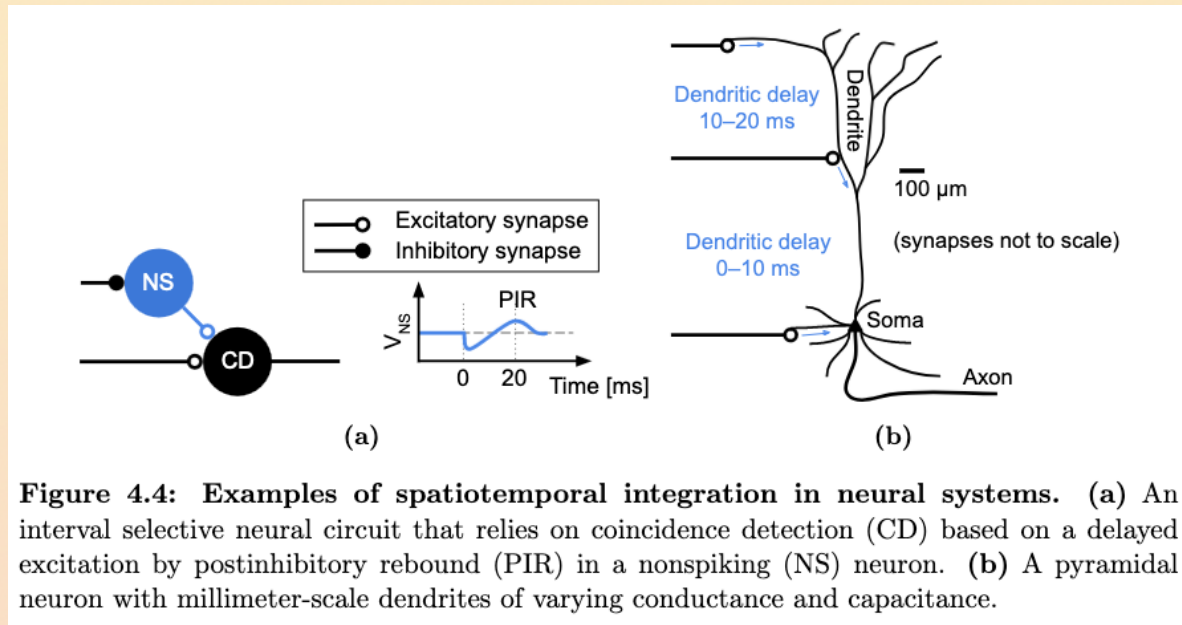 NS
CD
Excitatory synapse
Inhibitory synapse
PIR
V_NS
0 20 Time [ms]
(a)
Dendritic delay
10–20 ms
Dendrite
100 μm
Dendritic delay
0–10 ms
(synapses not to scale)
Soma
Axon
(b)
Figure 4.4: Examples of spatiotemporal integration in neural systems. (a) An
interval selective neural circuit that relies on coincidence detection (CD) based on a delayed
excitation by postinhibitory rebound (PIR) in a nonspiking (NS) neuron. (b) A pyramidal
neuron with millimeter-scale dendrites of varying conductance and capacitance.